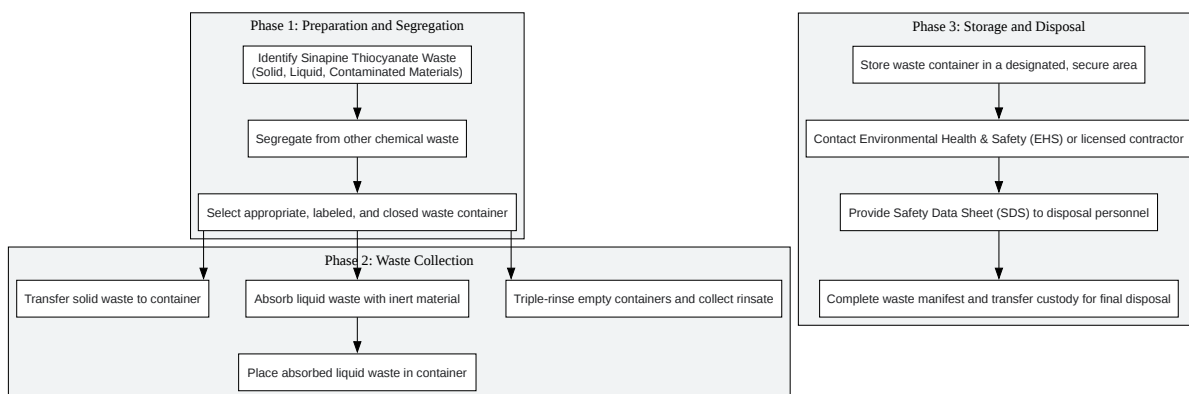 Phase 1: Preparation and Segregation
Identify Sinapine Thiocyanate Waste
(Solid, Liquid, Contaminated Materials)
Segregate from other chemical waste
Select appropriate, labeled, and closed waste container
Phase 2: Waste Collection
Transfer solid waste to container
Absorb liquid waste with inert material
Triple-rinse empty containers and collect rinsate
Place absorbed liquid waste in container
Phase 3: Storage and Disposal
Store waste container in a designated, secure area
Contact Environmental Health & Safety (EHS) or licensed contractor
Provide Safety Data Sheet (SDS) to disposal personnel
Complete waste manifest and transfer custody for final disposal